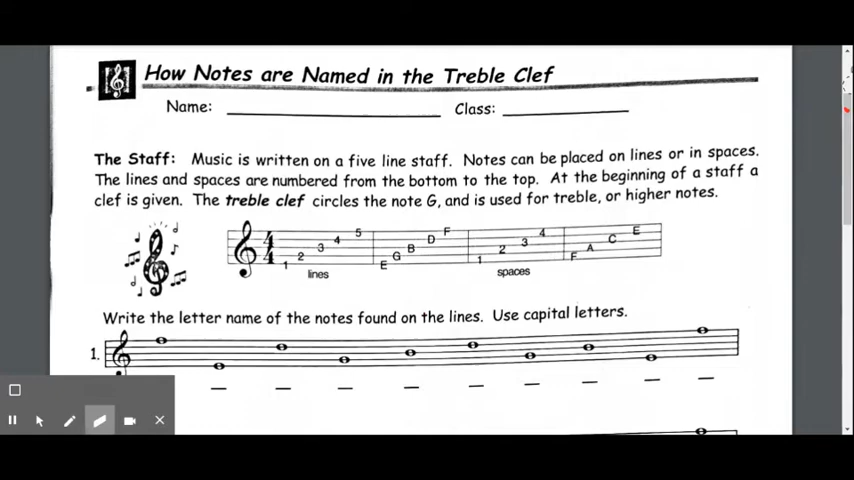 How Notes are Named in the Treble Clef
Name: Class:
The Staff: Music is written on a five line staff. Notes can be placed on lines or in spaces.
The lines and spaces are numbered from the bottom to the top. At the beginning of a staff a
clef is given. The treble clef circles the note G, and is used for treble, or higher notes.
4 4 1 2 3 4 5 E G B D F 1 2 3 4 F A C E
lines spaces
Write the letter name of the notes found on the lines. Use capital letters.
1.